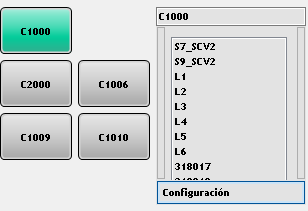 C1000
C2000
C1006
C1009
C1010
C1000
S7_SCV2
S9_SCV2
L1
L2
L3
L4
L5
L6
318017
Configuración